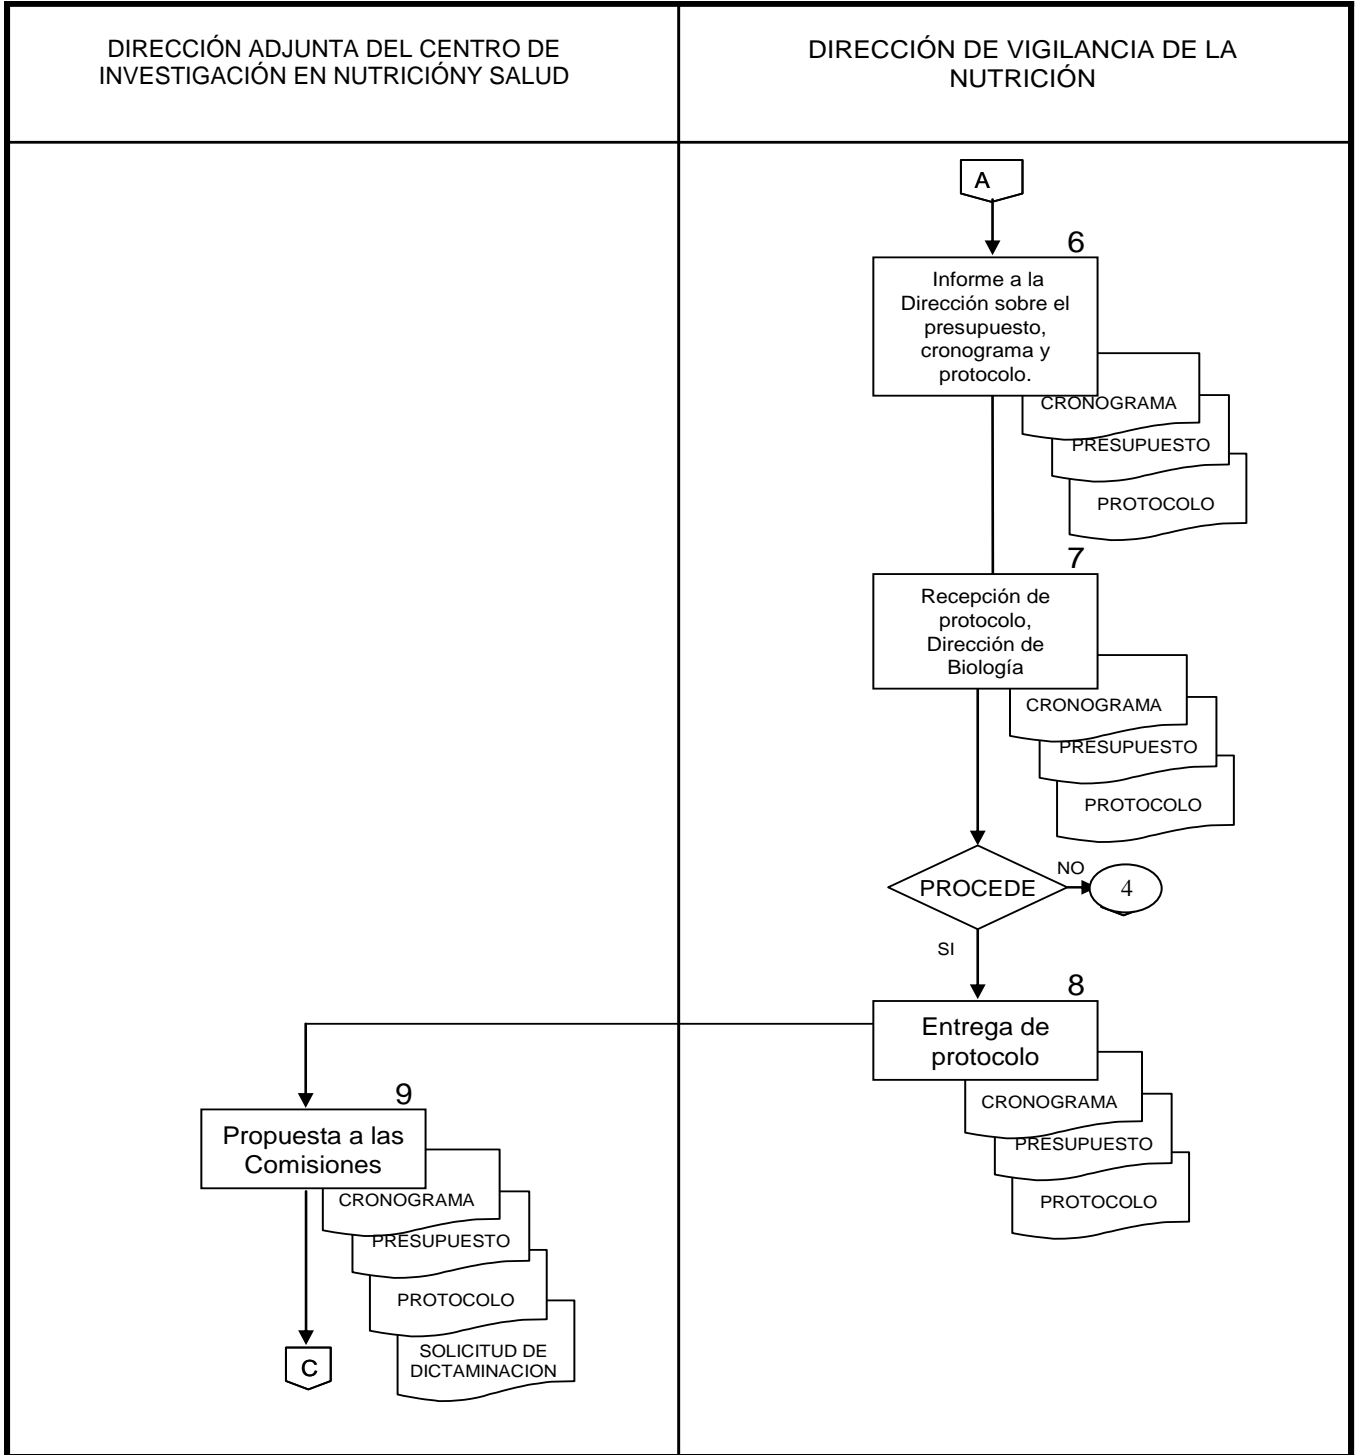 DIRECCIÓN ADJUNTA DEL CENTRO DE
INVESTIGACIÓN EN NUTRICIÓNY SALUD
DIRECCIÓN DE VIGILANCIA DE LA
NUTRICIÓN
A
6
Informe a la
Dirección sobre el
presupuesto,
cronograma y
protocolo.
CRONOGRAMA
PRESUPUESTO
PROTOCOLO
7
Recepción de
protocolo,
Dirección de
Biología
CRONOGRAMA
PRESUPUESTO
PROTOCOLO
PROCEDE
NO
4
SI
8
Entrega de
protocolo
CRONOGRAMA
PRESUPUESTO
PROTOCOLO
9
Propuesta a las
Comisiones
CRONOGRAMA
PRESUPUESTO
PROTOCOLO
SOLICITUD DE
DICTAMINACION
C